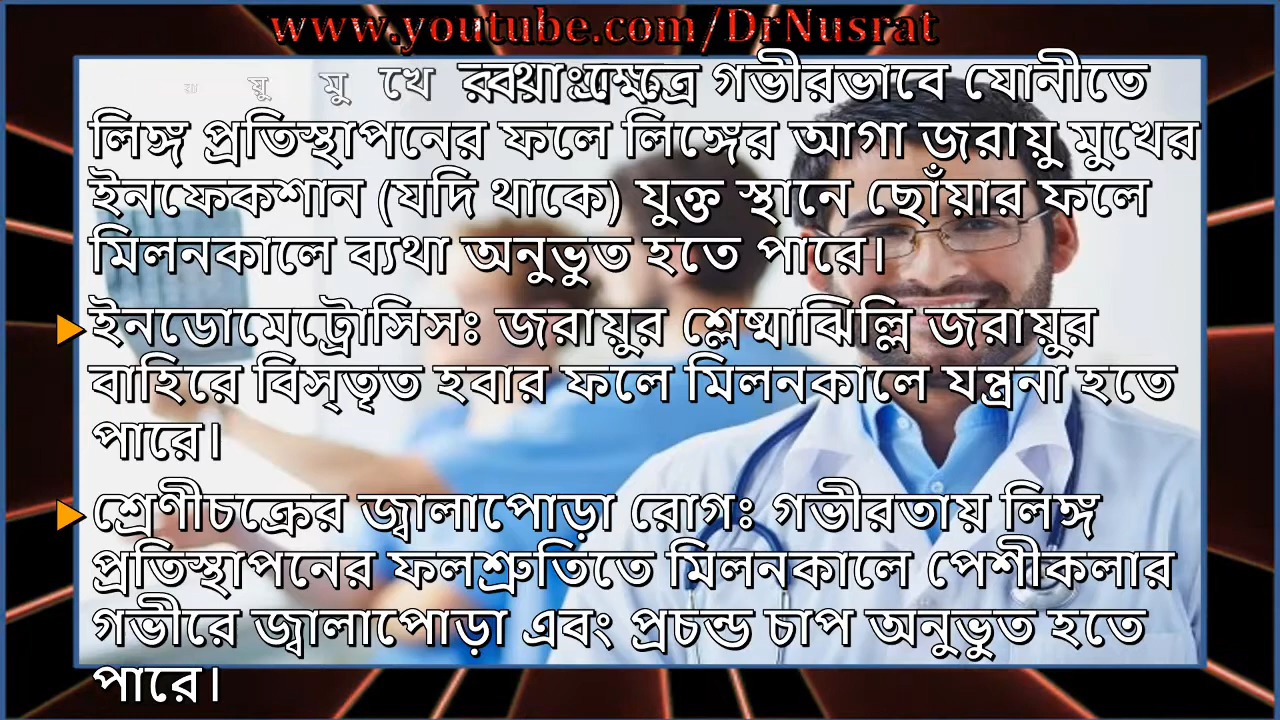 www.youtube.com/DrNusrat
গভীরভাবে যোনীতে
লিঙ্গ প্রতিস্থাপনের ফলে লিঙ্গের আগা জরায়ু মুখের
ইনফেকশান (যদি থাকে) যুক্ত স্থানে ছোঁয়ার ফলে
মিলনকালে ব্যথা অনুভুত হতে পারে।
ইনডোমেট্রোসিসঃ জরায়ুর শ্লেষ্মাঝিল্লি জরায়ুর
বাহিরে বিস্তৃত হবার ফলে মিলনকালে যন্ত্রনা হতে
পারে।
শ্রেণীচক্রের জ্বালাপোড়া রোগঃ গভীরতায় লিঙ্গ
প্রতিস্থাপনের ফলশ্রুতিতে মিলনকালে পেশীকলার
গভীরে জ্বালাপোড়া এবং প্রচন্ড চাপ অনুভুত হতে
পারে।